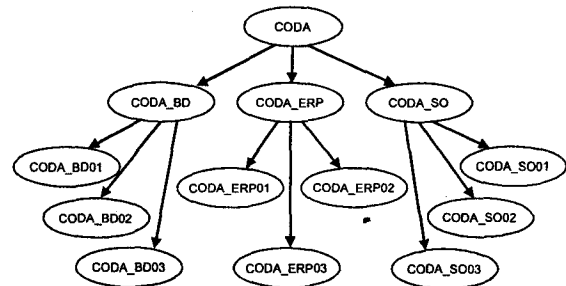 CODA
CODA_BD
CODA_ERP
CODA_SO
CODA_BD01
CODA_SO01
CODA_ERP01
CODA_ERP02
CODA_BD02
CODA_SO02
CODA_BD03
CODA_ERP03
CODA_SO03